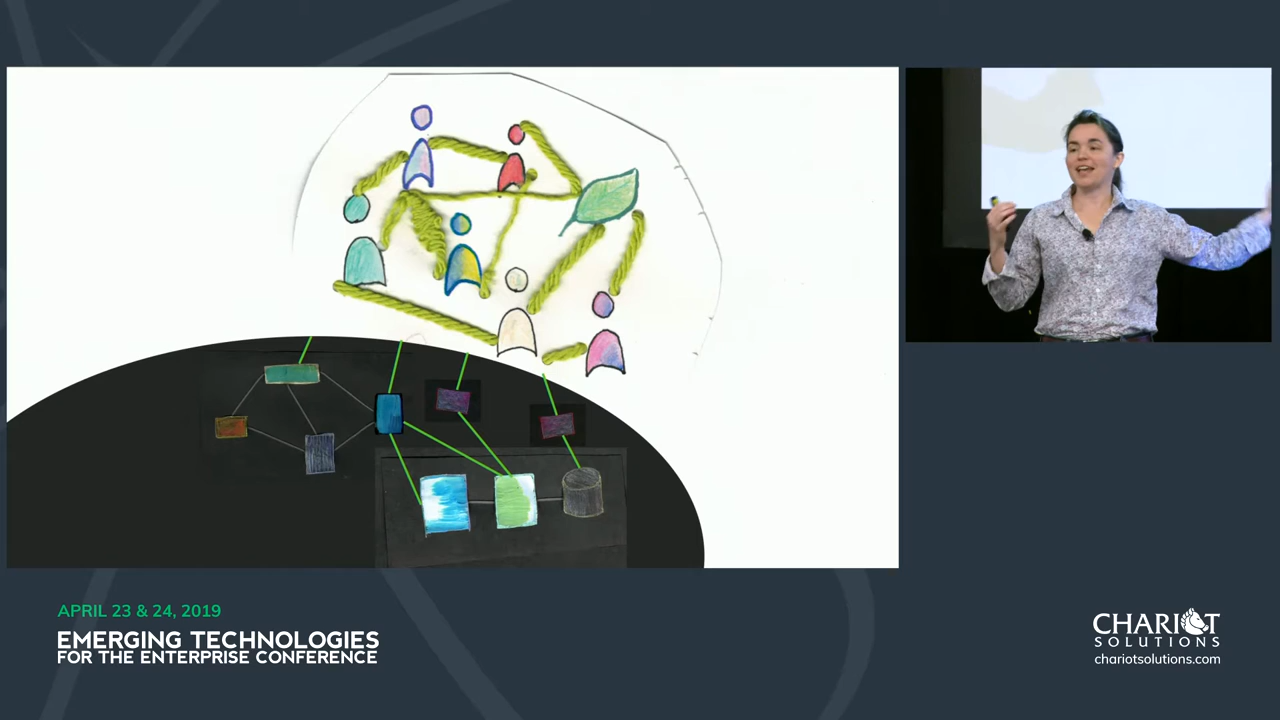 APRIL 23 & 24, 2019
EMERGING TECHNOLOGIES
FOR THE ENTERPRISE CONFERENCE
CHARIOT
SOLUTIONS
chariotsolutions.com